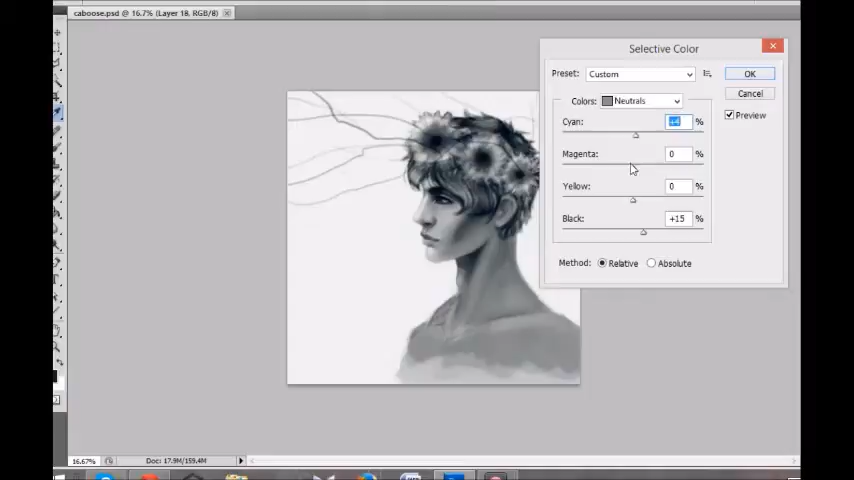 caboose.psd @ 16.7% (Layer 18, RGB/8)
Selective Color
Preset: Custom
OK
Colors: Neutrals
Cancel
Cyan: +4 %
Preview
Magenta: 0 %
Yellow: 0 %
Black: +15 %
Method: Relative Absolute
16.67% Doc: 17.9M/159.4M